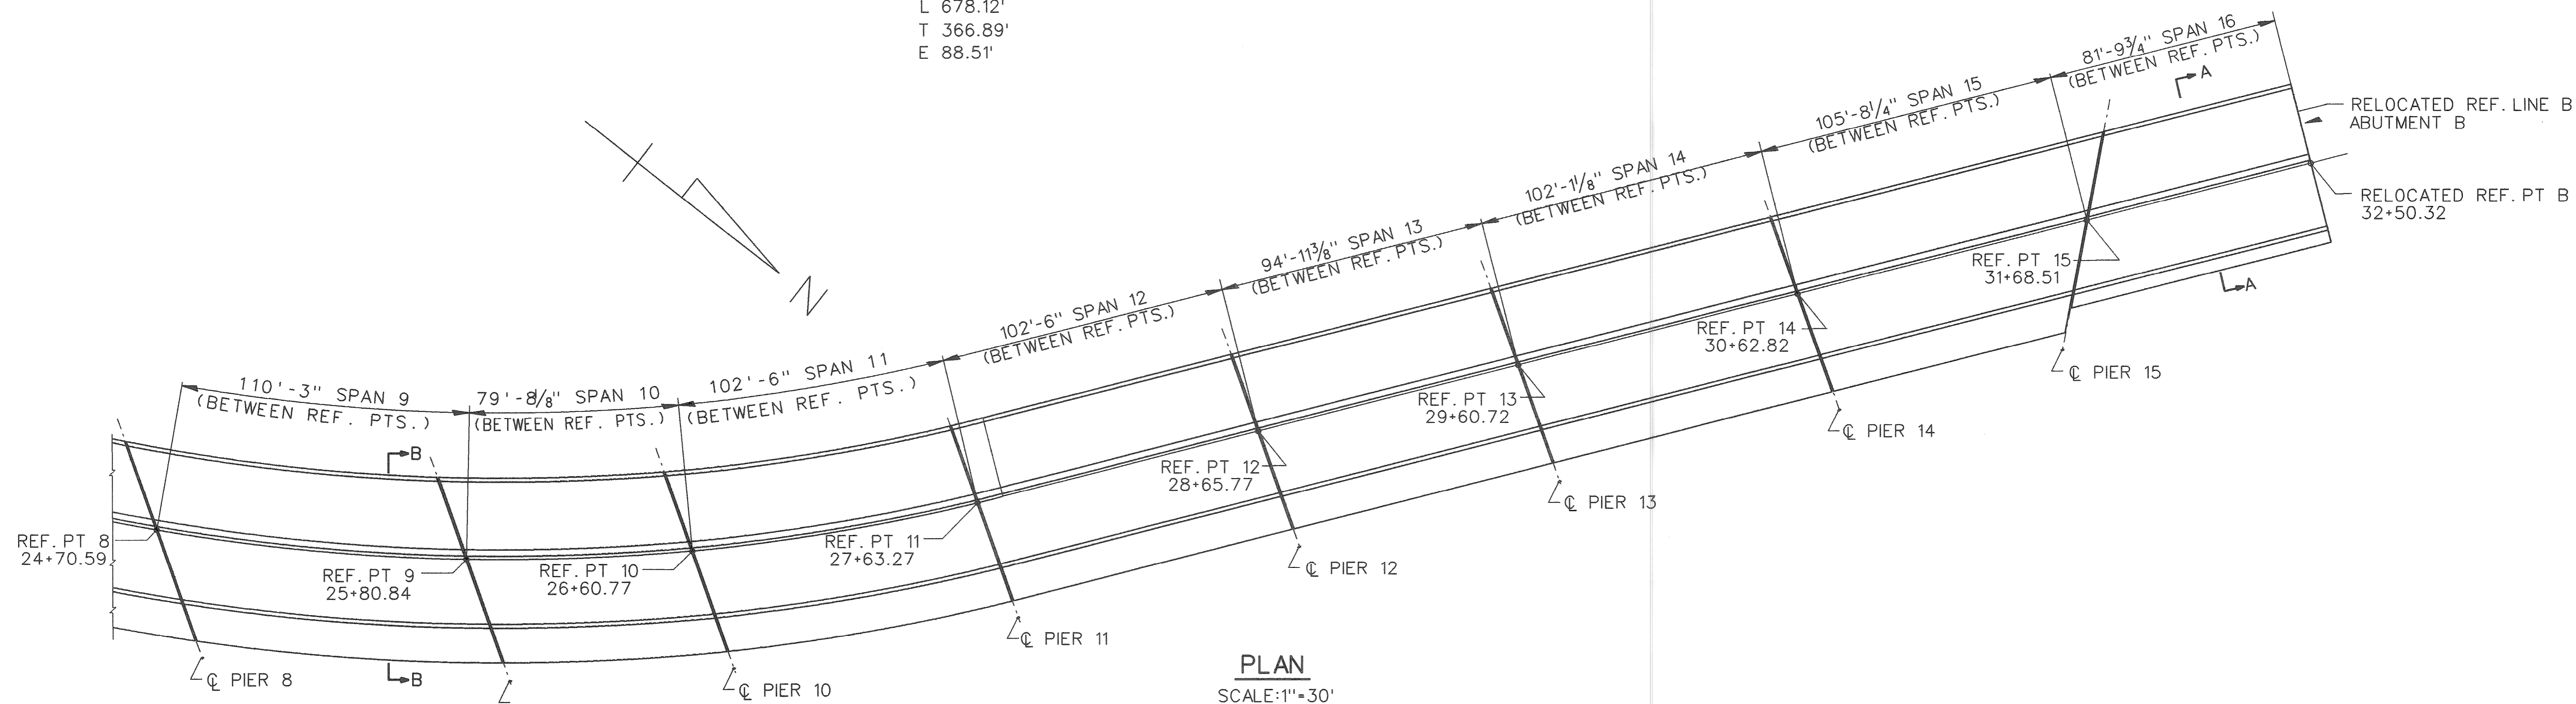 L 678.12'
T 366.89'
E 88.51'
110'-3" SPAN 9
(BETWEEN REF. PTS.)
SPAN 10
(BETWEEN REF. PTS.)
102'-6" SPAN 11
(BETWEEN REF. PTS.)
102'-6" SPAN 12
(BETWEEN REF. PTS.)
94'-11⅜" SPAN 13
(BETWEEN REF. PTS.)
102'-1⅛" SPAN 14
(BETWEEN REF. PTS.)
105'-8¼" SPAN 15
(BETWEEN REF. PTS.)
81'-9¾" SPAN 16
(BETWEEN REF. PTS.)
A
RELOCATED REF. LINE B
ABUTMENT B
RELOCATED REF. PT B
32+50.32
N
B
REF. PT 8
24+70.59
REF. PT 9
25+80.84
REF. PT 10
26+60.77
REF. PT 11
27+63.27
REF. PT 12
28+65.77
REF. PT 13
29+60.72
REF. PT 14
30+62.82
REF. PT 15
31+68.51
A
℄ PIER 8
B
℄ PIER 10
℄ PIER 11
℄ PIER 12
℄ PIER 13
℄ PIER 14
℄ PIER 15
PLAN
SCALE:1"=30'